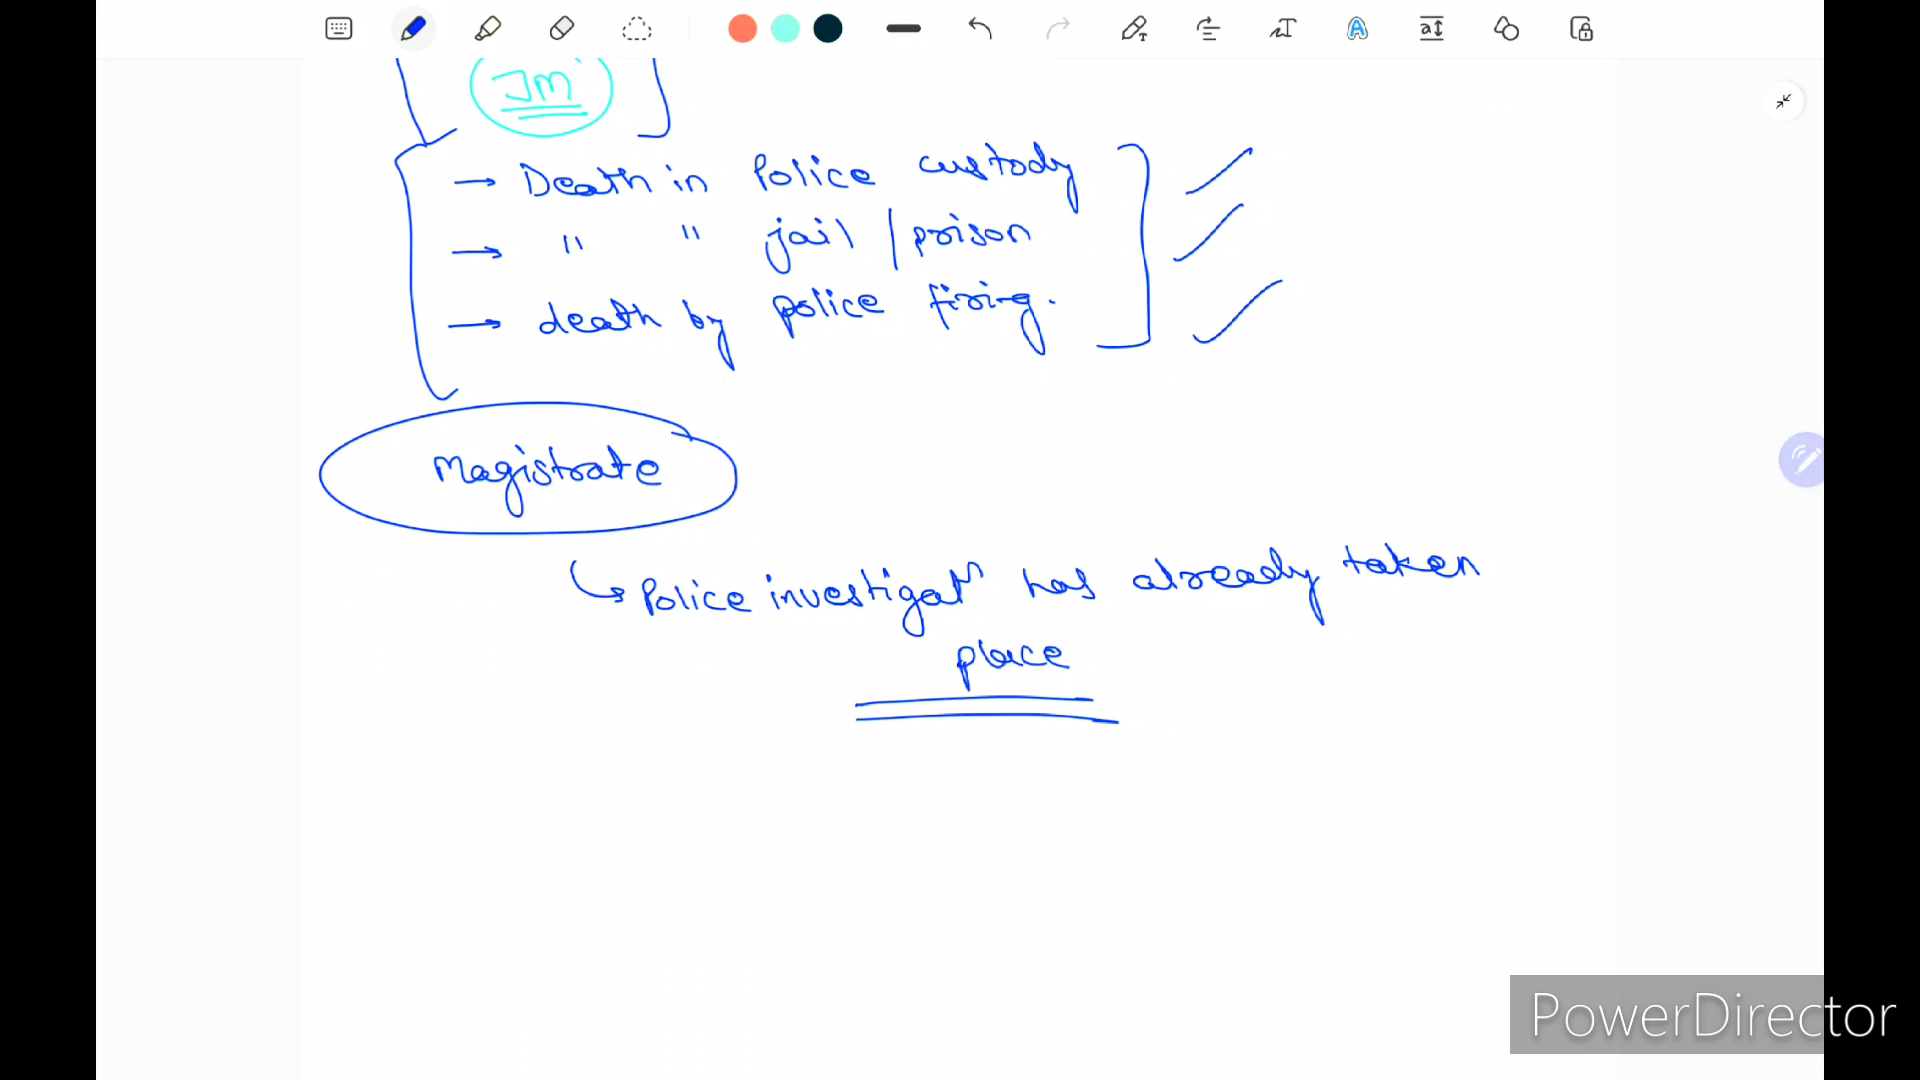 JM
→ Death in Police custody
→ " " jail / prison
→ death by police firing.
Magistrate
↳ Police investigatⁿ has already taken
place
PowerDirector